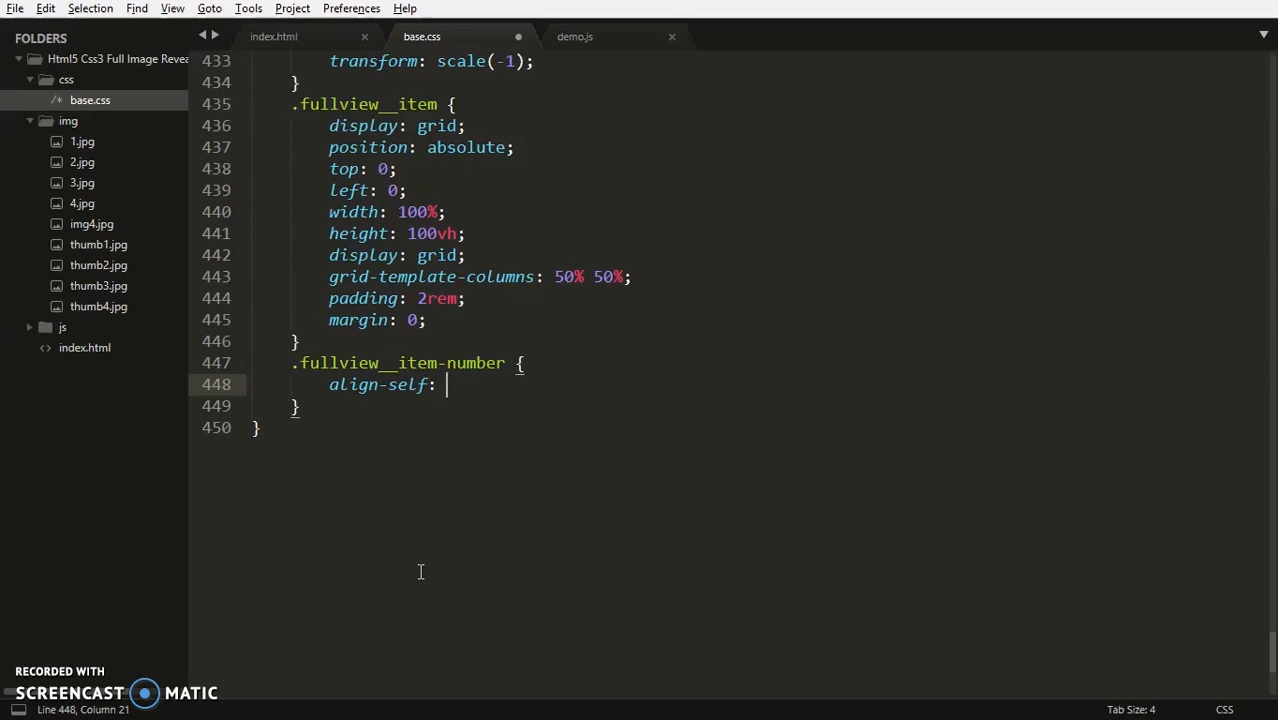 File Edit Selection Find View Goto Tools Project Preferences Help
FOLDERS
Html5 Css3 Full Image Revea
css
/* base.css
img
1.jpg
2.jpg
3.jpg
4.jpg
img4.jpg
thumb1.jpg
thumb2.jpg
thumb3.jpg
thumb4.jpg
js
<> index.html
index.html × base.css demo.js ×
433 transform: scale(-1);
434 }
435 .fullview__item {
436 display: grid;
437 position: absolute;
438 top: 0;
439 left: 0;
440 width: 100%;
441 height: 100vh;
442 display: grid;
443 grid-template-columns: 50% 50%;
444 padding: 2rem;
445 margin: 0;
446 }
447 .fullview__item-number {
448 align-self:
449 }
450 }
RECORDED WITH
SCREENCAST MATIC
Line 448, Column 21 Tab Size: 4 CSS